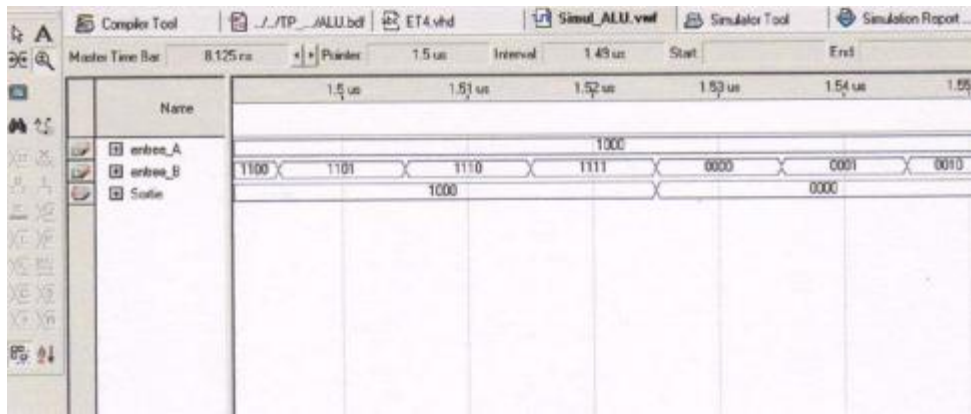 Compiler Tool
../../TP_.../ALU.bdf
ET4.vhd
Simul_ALU.vwf
Simulator Tool
Simulation Report...
Master Time Bar: 8.125 ns Pointer: 1.5 us Interval: 1.49 us Start: End:
Name
1.5 us 1.51 us 1.52 us 1.53 us 1.54 us 1.55
entree_A 1000
entree_B 1100 1101 1110 1111 0000 0001 0010
Sortie 1000 0000